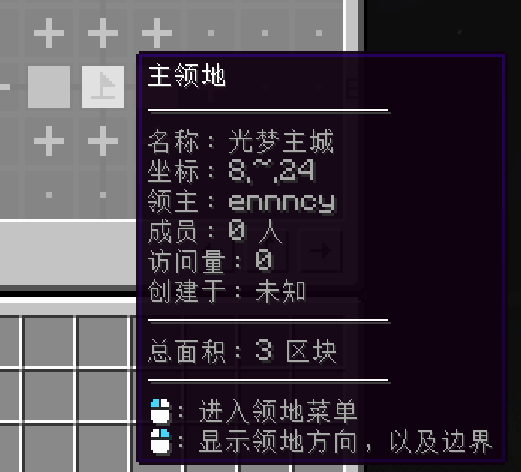 主领地
名称: 光梦主城
坐标: 8,~,24
领主: ennncy
成员: 0 人
访问量: 0
创建于: 未知
总面积: 3 区块
: 进入领地菜单
: 显示领地方向, 以及边界